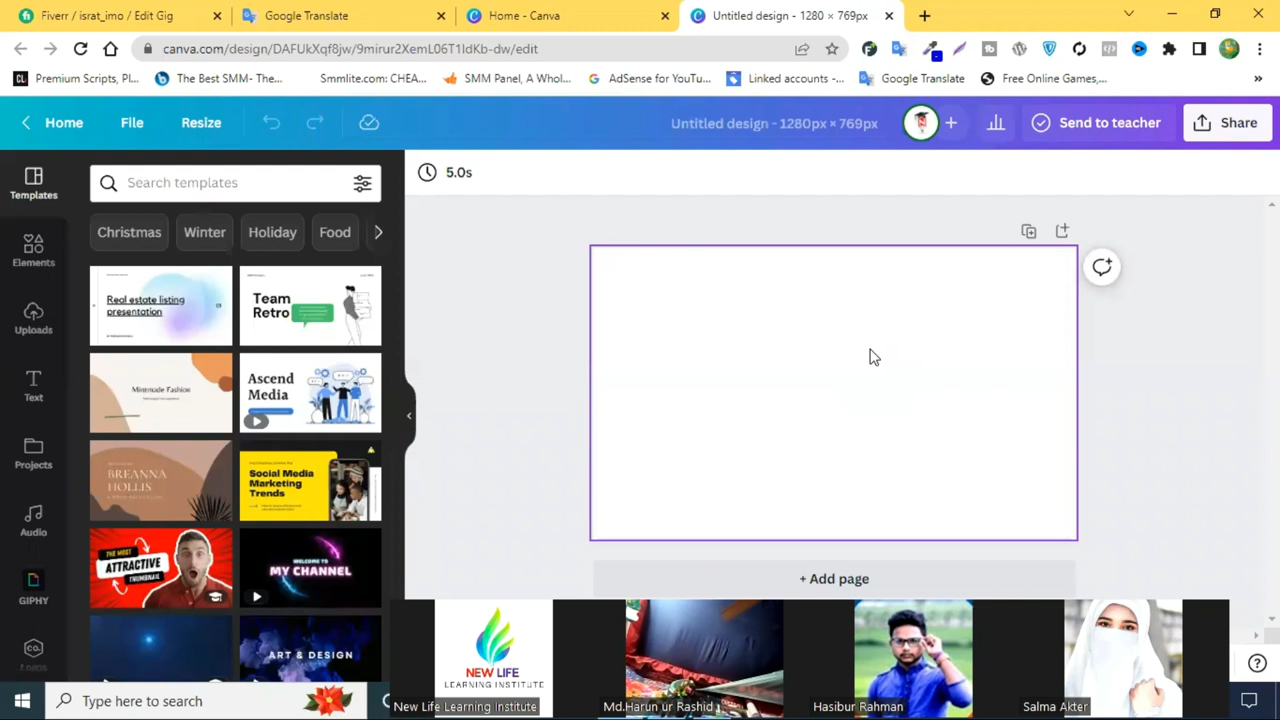 Fiverr / israt_imo / Edit Gig
Google Translate
Home - Canva
Untitled design - 1280 × 769px
canva.com/design/DAFUkXqf8jw/9mirur2XemL06T1IdKb-dw/edit
Premium Scripts, Pl...
The Best SMM- The...
Smmlite.com: CHEA...
SMM Panel, A Whol...
AdSense for YouTu...
Linked accounts -...
Google Translate
Free Online Games,...
Home
File
Resize
Untitled design - 1280px × 769px
Send to teacher
Share
Templates
Elements
Uploads
Text
Projects
Audio
GIPHY
Search templates
Christmas
Winter
Holiday
Food
Real estate listing
presentation
Team
Retro
Mintmade Fashion
Ascend
Media
BREANNA
HOLLIS
Social Media
Marketing
Trends
THE MOST
ATTRACTIVE
THUMBNAIL
WELCOME TO
MY CHANNEL
ART & DESIGN
5.0s
+ Add page
NEW LIFE
LEARNING INSTITUTE
New Life Learning Institute
Md.Harun ur Rashid
Hasibur Rahman
Salma Akter
Type here to search